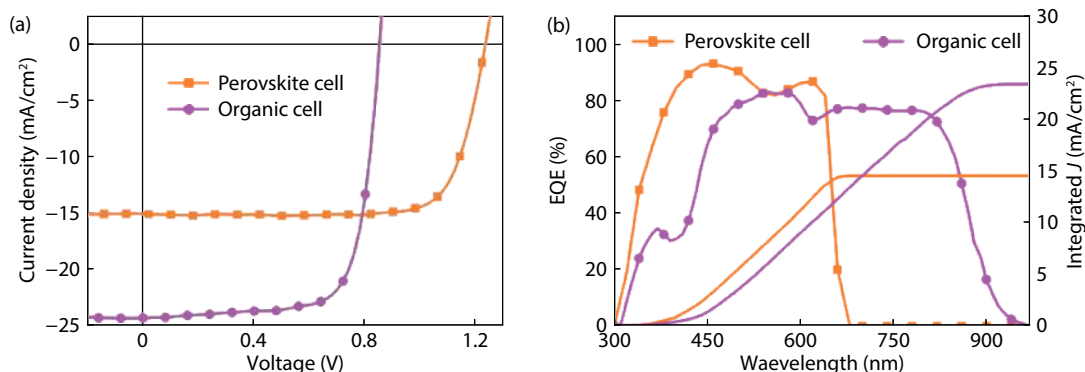 (a)
0
−5
−10
−15
−20
−25
Current density (mA/cm²)
Perovskite cell
Organic cell
0
0.4
0.8
1.2
Voltage (V)
(b)
100
80
60
40
20
0
EQE (%)
Perovskite cell
Organic cell
30
25
20
15
10
5
0
Integrated J (mA/cm²)
300
450
600
750
900
Waevelength (nm)